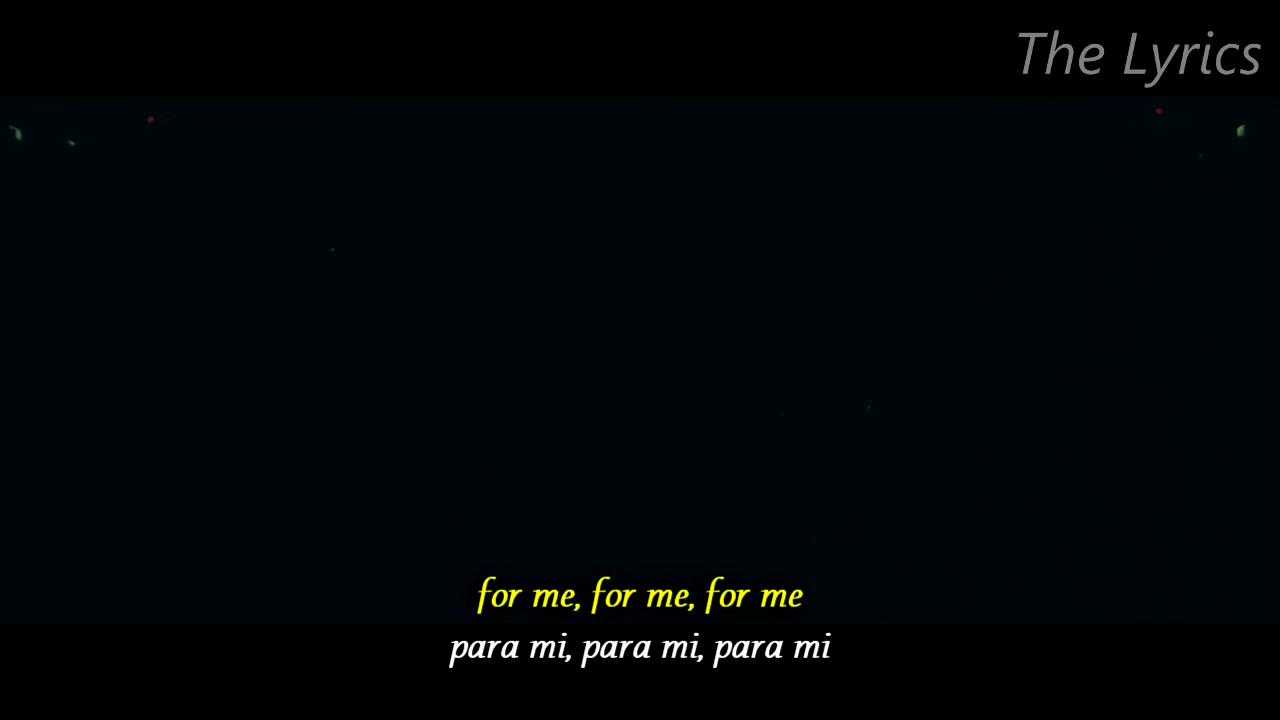 The Lyrics
for me, for me, for me
para mi, para mi, para mi